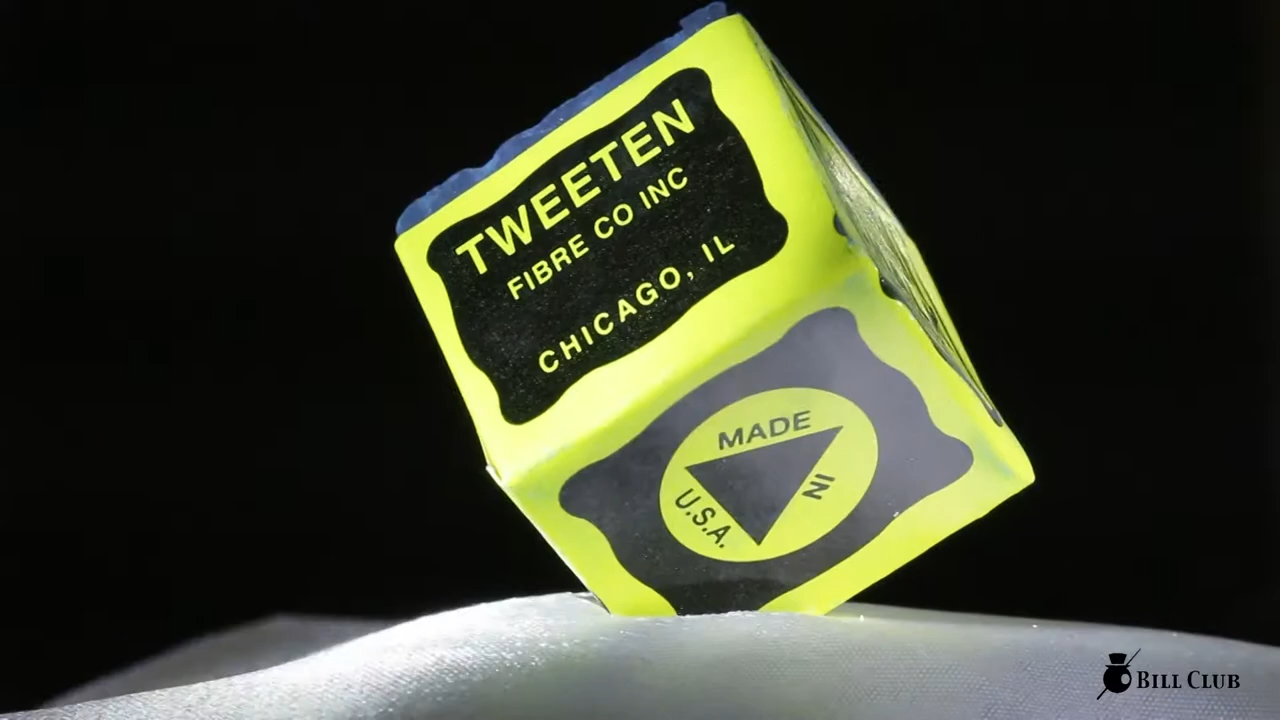 TWEETEN
FIBRE CO INC
CHICAGO, IL
MADE
IN
U.S.A.
BILL CLUB